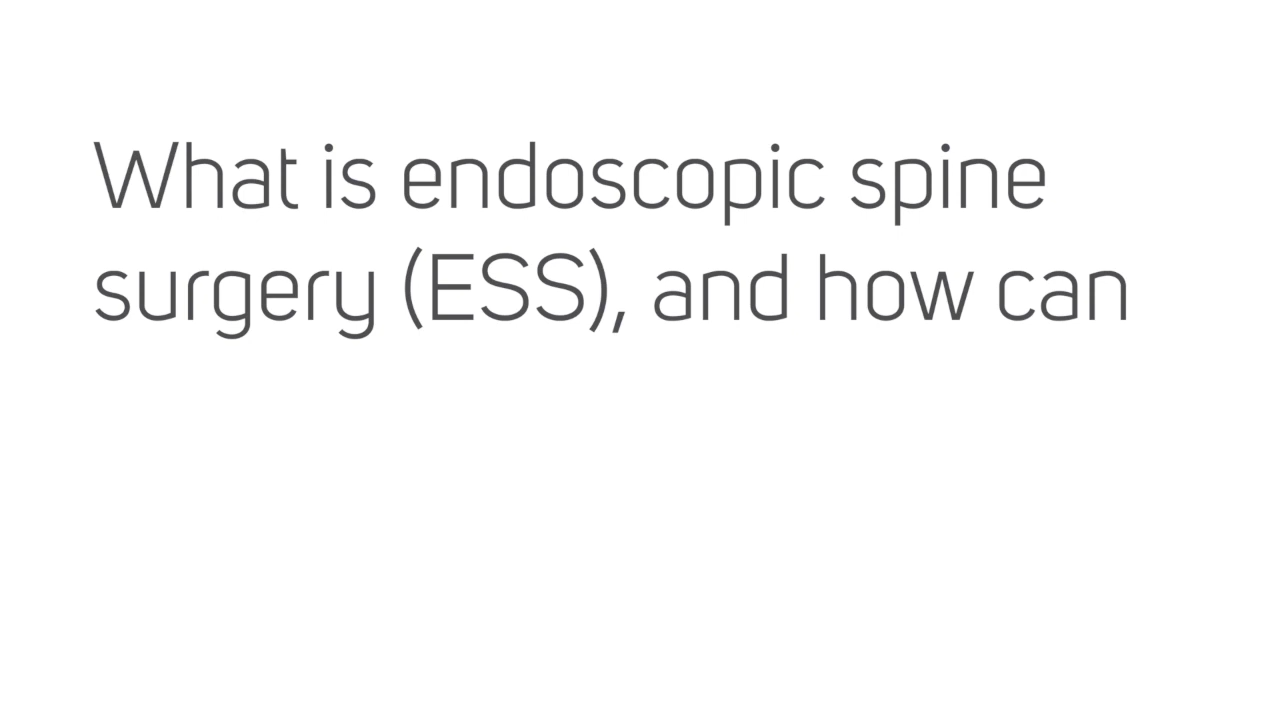 What is endoscopic spine
surgery (ESS), and how can